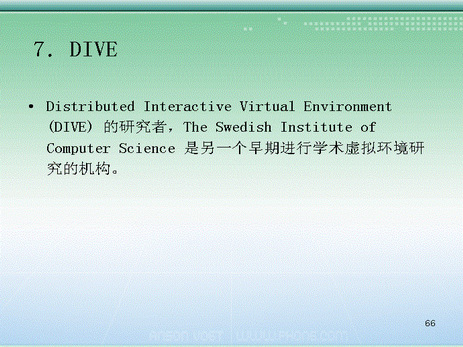 7. DIVE
• Distributed Interactive Virtual Environment
(DIVE) 的研究者，The Swedish Institute of
Computer Science 是另一个早期进行学术虚拟环境研
究的机构。
66